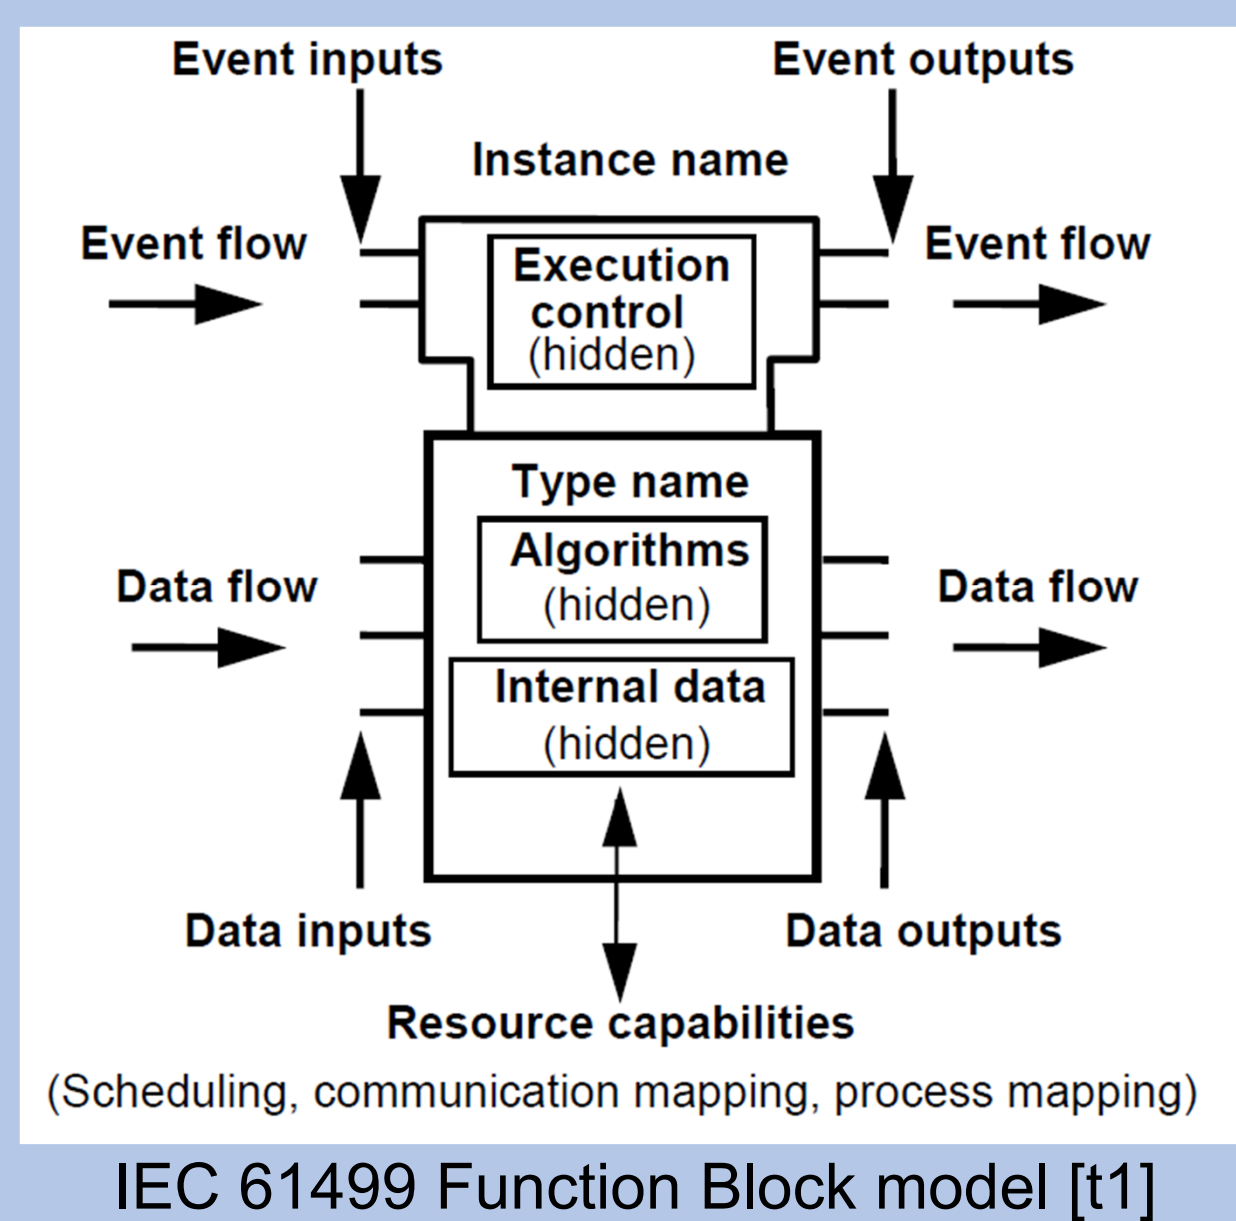 Event inputs
Event outputs
Instance name
Event flow
Execution
control
(hidden)
Event flow
Type name
Algorithms
(hidden)
Data flow
Data flow
Internal data
(hidden)
Data inputs
Data outputs
Resource capabilities
(Scheduling, communication mapping, process mapping)
IEC 61499 Function Block model [t1]